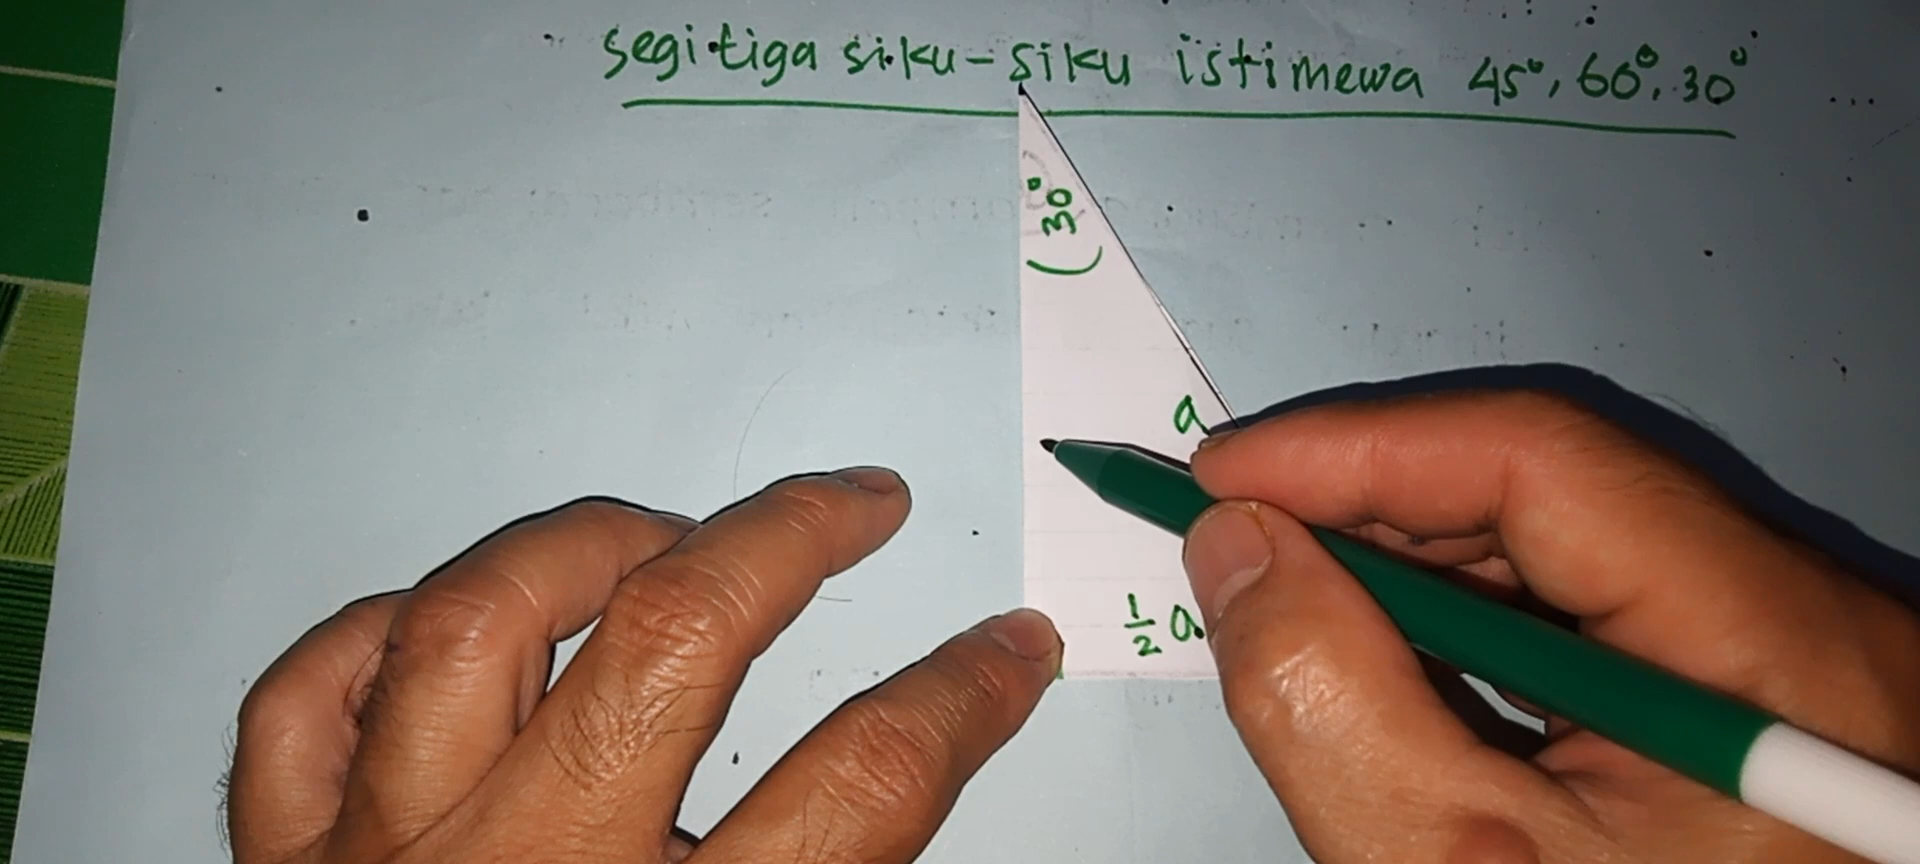 segitiga siku-siku istimewa 45°, 60°, 30°
30°
a
1/2 a